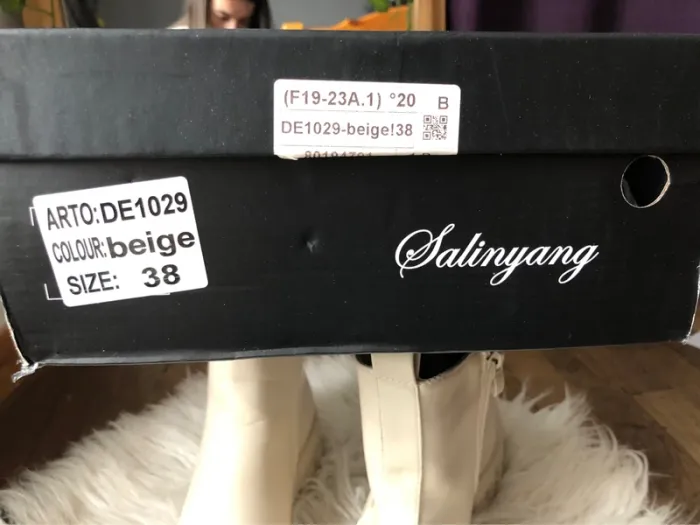 (F19-23A.1) °20 B
DE1029-beige!38
ARTO:DE1029
COLOUR:beige
SIZE: 38
Salinyang